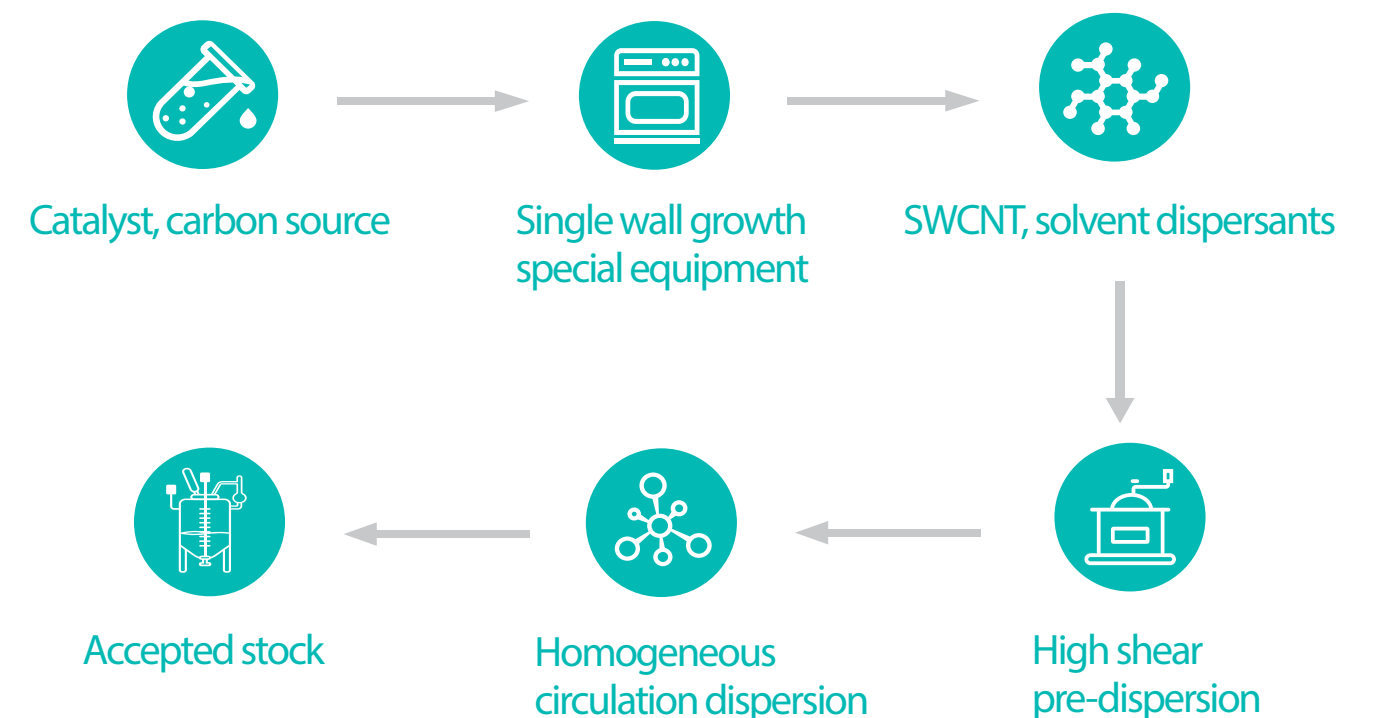 Catalyst, carbon source
Single wall growth
special equipment
SWCNT, solvent dispersants
Accepted stock
Homogeneous
circulation dispersion
High shear
pre-dispersion